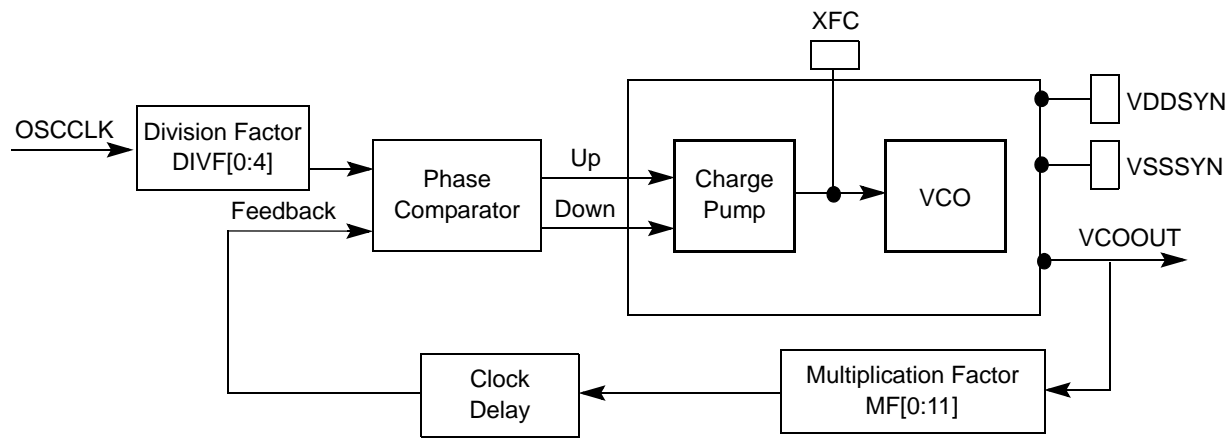 XFC
VDDSYN
OSCCLK
Division Factor
DIVF[0:4]
VSSSYN
Up
Phase
Comparator
Charge
Pump
VCO
Feedback
Down
VCOOUT
Clock
Delay
Multiplication Factor
MF[0:11]